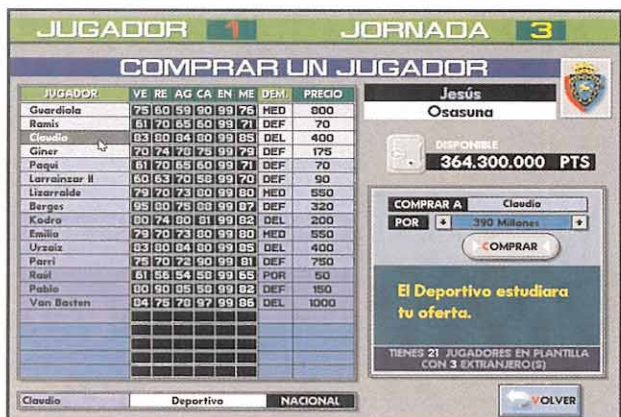 JUGADOR 1 JORNADA 3
COMPRAR UN JUGADOR
JUGADOR VE RE AG CA EN ME DEM. PRECIO
Guardiola 75 60 59 90 99 76 MED 800
Ramis 61 70 65 60 99 71 DEF 70
Claudio 83 80 84 80 99 85 DEL 400
Giner 70 74 78 75 99 79 DEF 175
Paqui 61 70 65 60 99 71 DEF 70
Larrainzar II 60 63 70 58 99 70 DEF 90
Lizarralde 79 70 73 80 99 80 MED 550
Berges 95 80 75 88 99 87 DEF 320
Kodro 80 74 80 81 99 82 DEL 200
Emilio 79 70 73 80 99 80 MED 550
Urzaiz 83 80 84 80 99 85 DEL 400
Parri 75 70 72 90 99 81 DEF 750
Raúl 61 56 54 58 99 65 POR 50
Pablo 80 90 85 58 99 82 DEF 150
Van Basten 84 75 78 97 99 86 DEL 1000
Jesús
Osasuna
DISPONIBLE
364.300.000 PTS
COMPRAR A Claudio
POR 390 Millones
COMPRAR
El Deportivo estudiara
tu oferta.
TIENES 21 JUGADORES EN PLANTILLA
CON 3 EXTRANJERO(S)
Claudio Deportivo NACIONAL
VOLVER